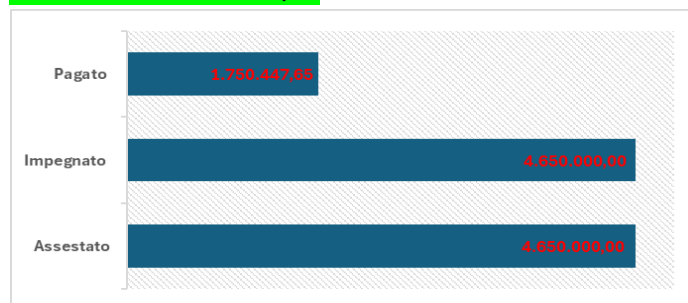 Pagato
1.750.447,65
Impegnato
4.650.000,00
Assestato
4.650.000,00